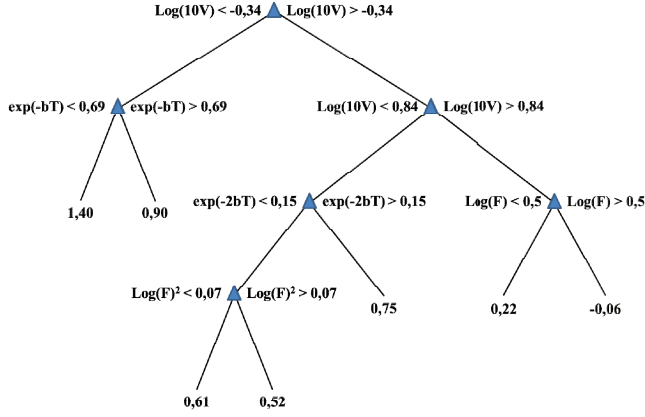 Log(10V) < -0,34 Log(10V) > -0,34
exp(-bT) < 0,69 exp(-bT) > 0,69
Log(10V) < 0,84 Log(10V) > 0,84
1,40 0,90
exp(-2bT) < 0,15 exp(-2bT) > 0,15
Log(F) < 0,5 Log(F) > 0,5
Log(F)² < 0,07 Log(F)² > 0,07
0,75
0,22 -0,06
0,61 0,52